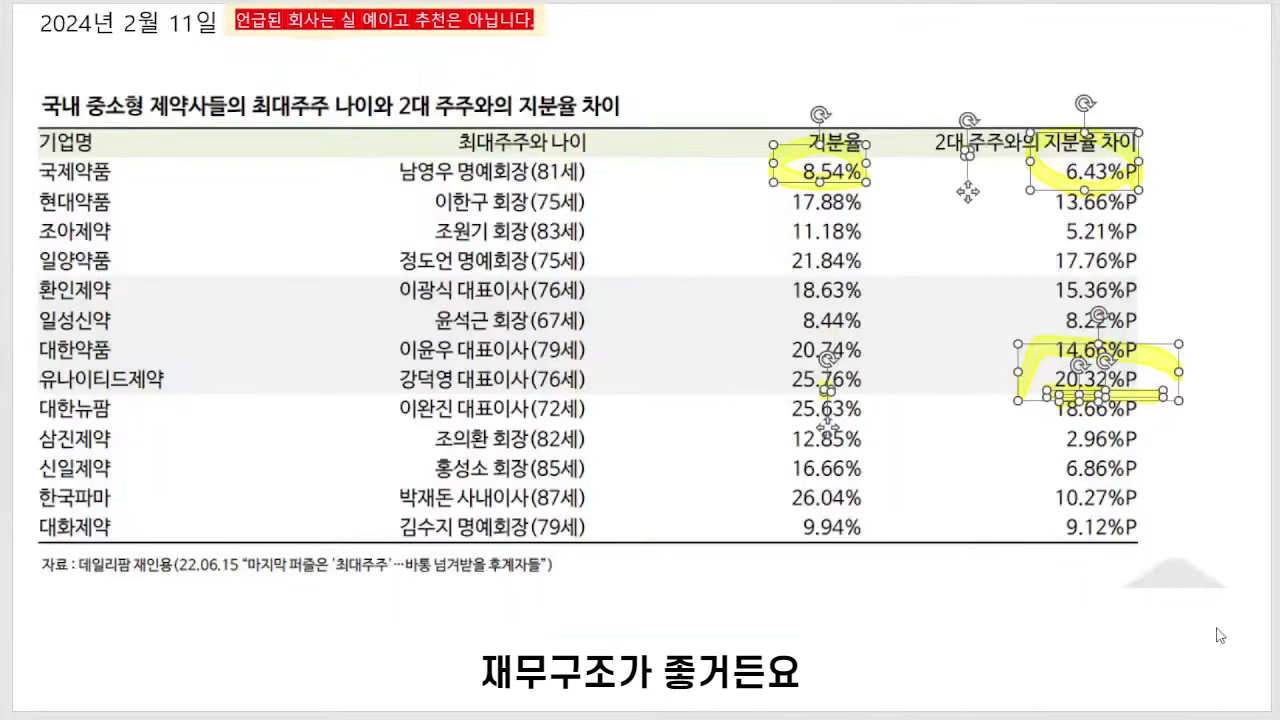 2024년 2월 11일 언급된 회사는 실 예이고 추천은 아닙니다.
국내 중소형 제약사들의 최대주주 나이와 2대 주주와의 지분율 차이
기업명 최대주주와 나이 지분율 2대 주주와의 지분율 차이
국제약품 남영우 명예회장(81세) 8.54% 6.43%P
현대약품 이한구 회장(75세) 17.88% 13.66%P
조아제약 조원기 회장(83세) 11.18% 5.21%P
일양약품 정도언 명예회장(75세) 21.84% 17.76%P
환인제약 이광식 대표이사(76세) 18.63% 15.36%P
일성신약 윤석근 회장(67세) 8.44% 8.22%P
대한약품 이윤우 대표이사(79세) 20.74% 14.66%P
유나이티드제약 강덕영 대표이사(76세) 25.76% 20.32%P
대한뉴팜 이완진 대표이사(72세) 25.63% 18.66%P
삼진제약 조의환 회장(82세) 12.85% 2.96%P
신일제약 홍성소 회장(85세) 16.66% 6.86%P
한국파마 박재돈 사내이사(87세) 26.04% 10.27%P
대화제약 김수지 명예회장(79세) 9.94% 9.12%P
자료 : 데일리팜 재인용(22.06.15 “마지막 퍼즐은 '최대주주'…바통 넘겨받을 후계자들”)
재무구조가 좋거든요